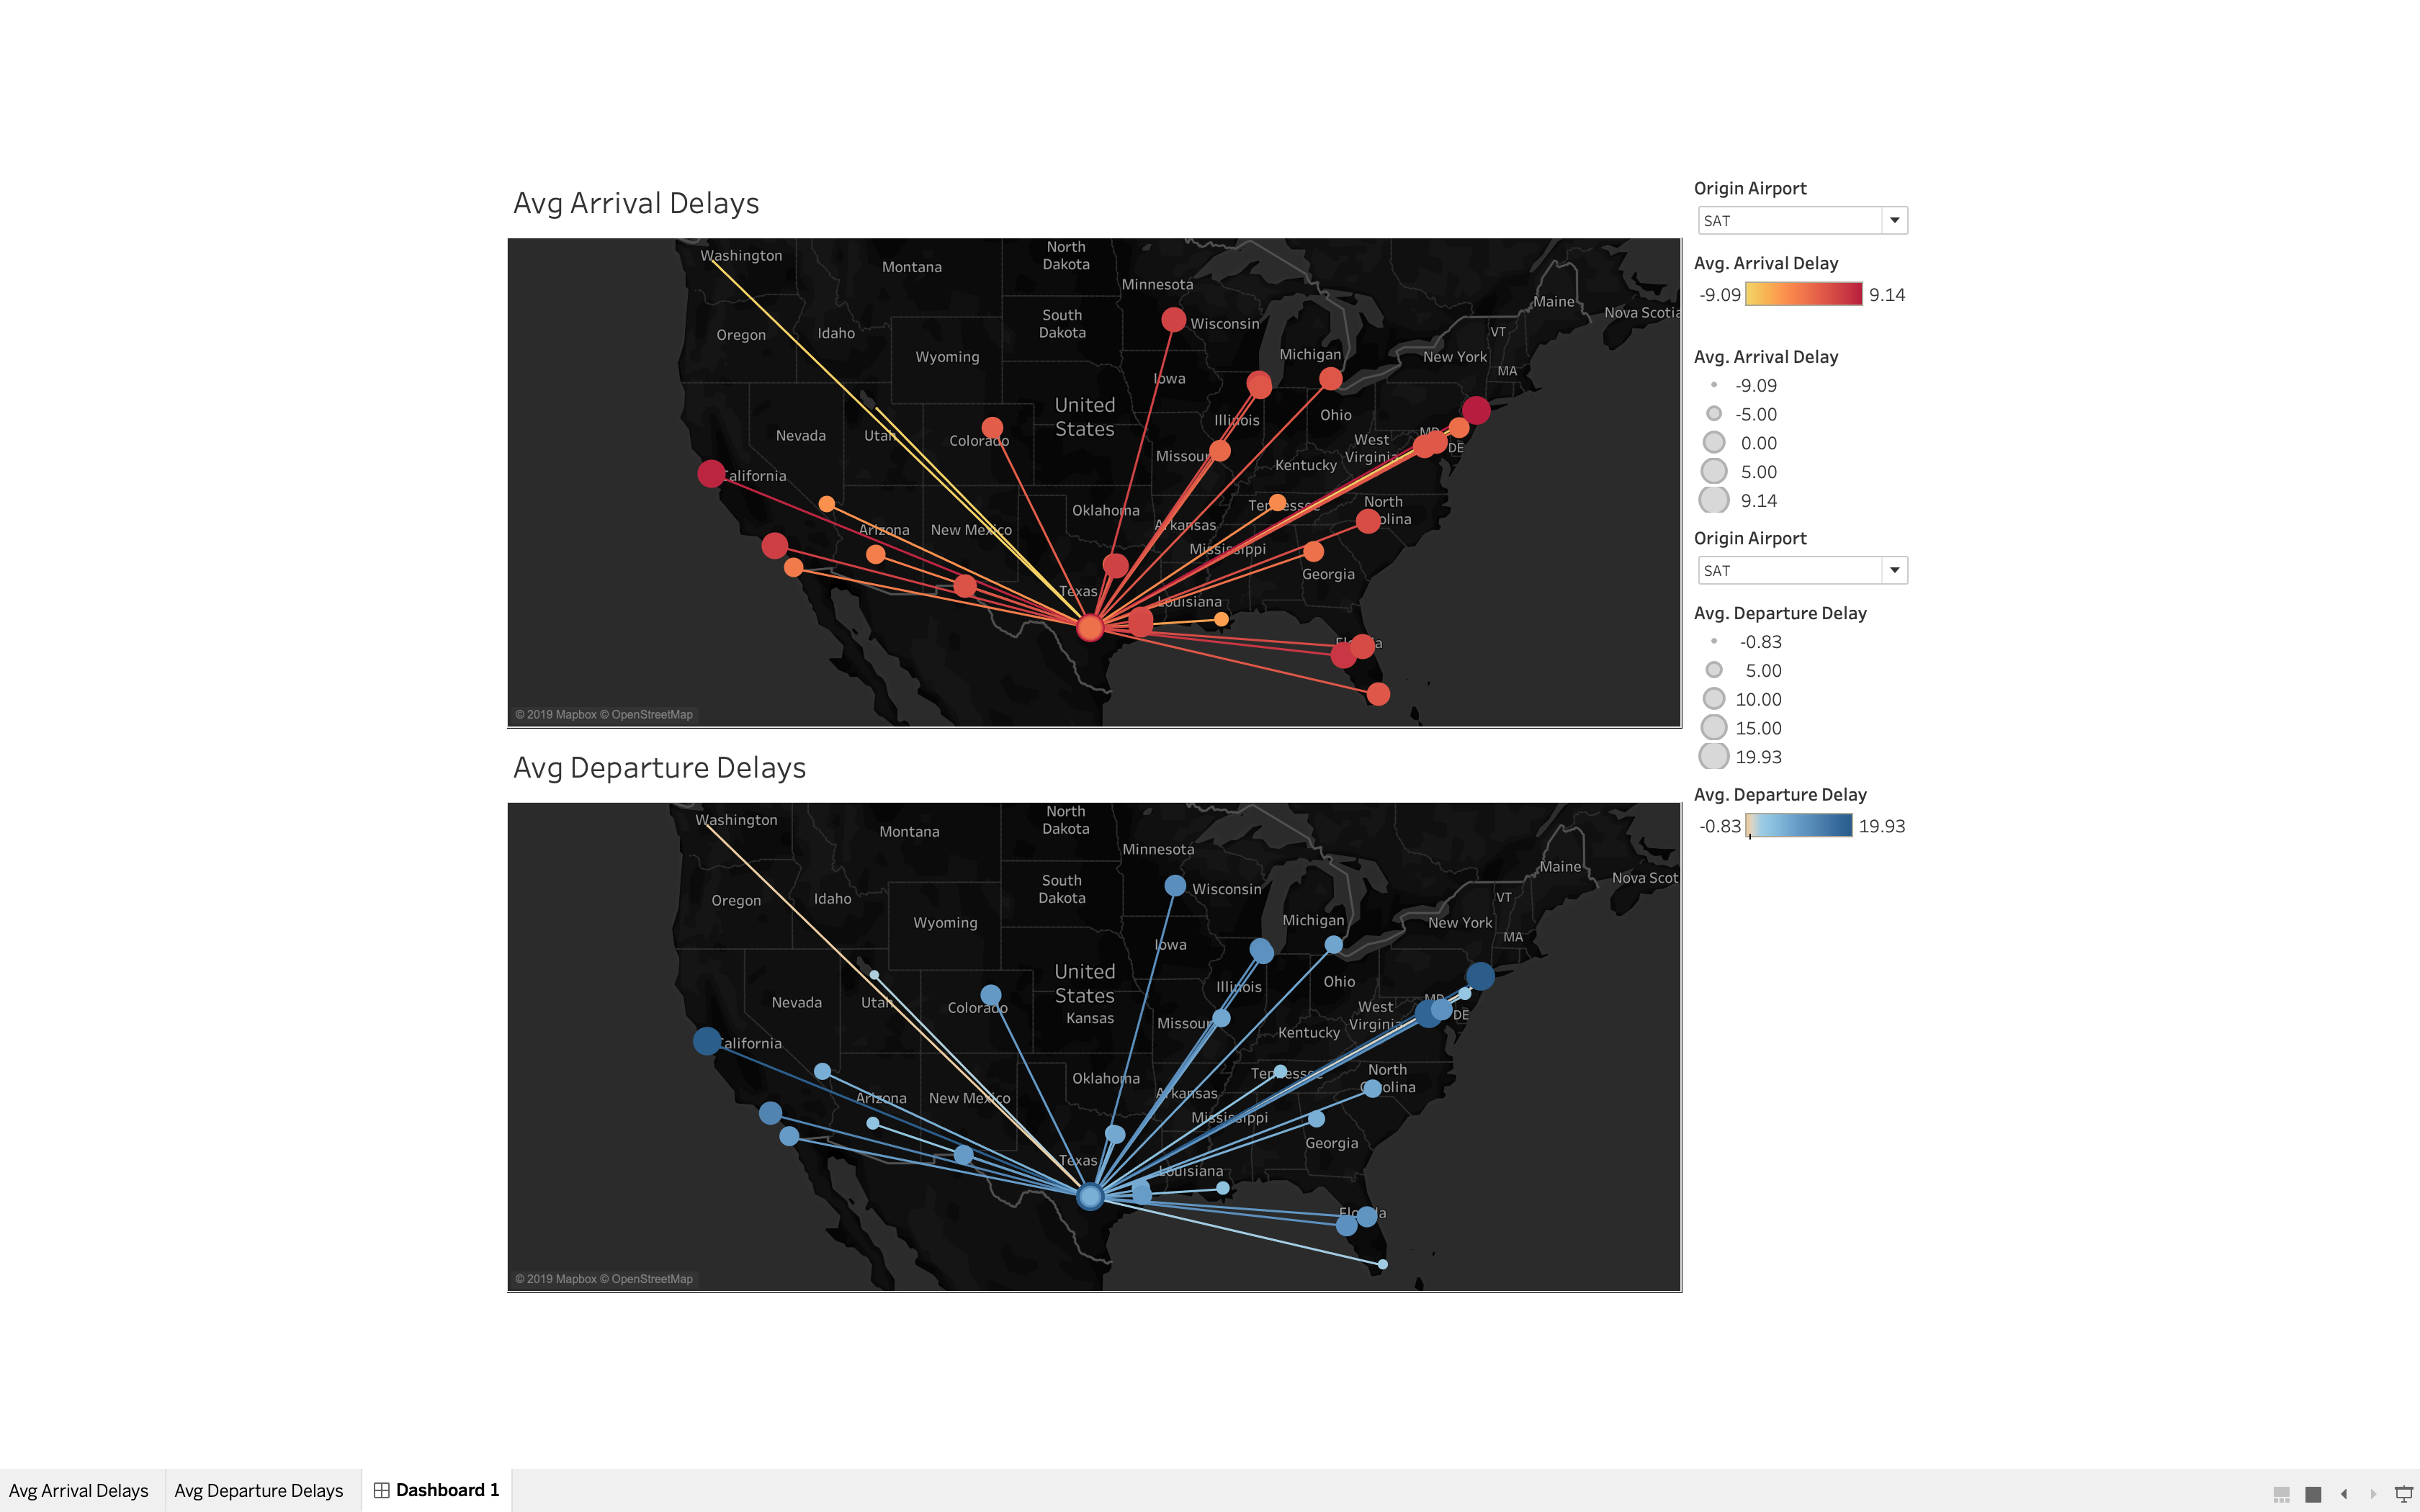 Avg Arrival Delays
Washington
Montana
North
Dakota
Minnesota
Maine
Nova Scotia
Oregon
Idaho
South
Dakota
Wisconsin
VT
Wyoming
Michigan
New York
MA
Iowa
United
States
Illinois
Ohio
Nevada
Utah
Colorado
West
Virginia
DE
California
Missour
Kentucky
Arizona
New Mexico
Oklahoma
Arkansas
Tennessee
North
olina
Mississippi
Georgia
Texas
Louisiana
© 2019 Mapbox © OpenStreetMap
Avg Departure Delays
Washington
Montana
North
Dakota
Minnesota
Maine
Nova Scot
Oregon
Idaho
South
Dakota
Wisconsin
VT
Wyoming
Michigan
New York
MA
Iowa
United
States
Kansas
Illinois
Ohio
Nevada
Utah
Colorado
West
Virginia
DE
California
Missour
Kentucky
Arizona
New Mexico
Oklahoma
Arkansas
Tennessee
North
Carolina
Mississippi
Georgia
Texas
Louisiana
© 2019 Mapbox © OpenStreetMap
Origin Airport
SAT
Avg. Arrival Delay
-9.09 9.14
Avg. Arrival Delay
-9.09
-5.00
0.00
5.00
9.14
Origin Airport
SAT
Avg. Departure Delay
-0.83
5.00
10.00
15.00
19.93
Avg. Departure Delay
-0.83 19.93
Avg Arrival Delays Avg Departure Delays Dashboard 1